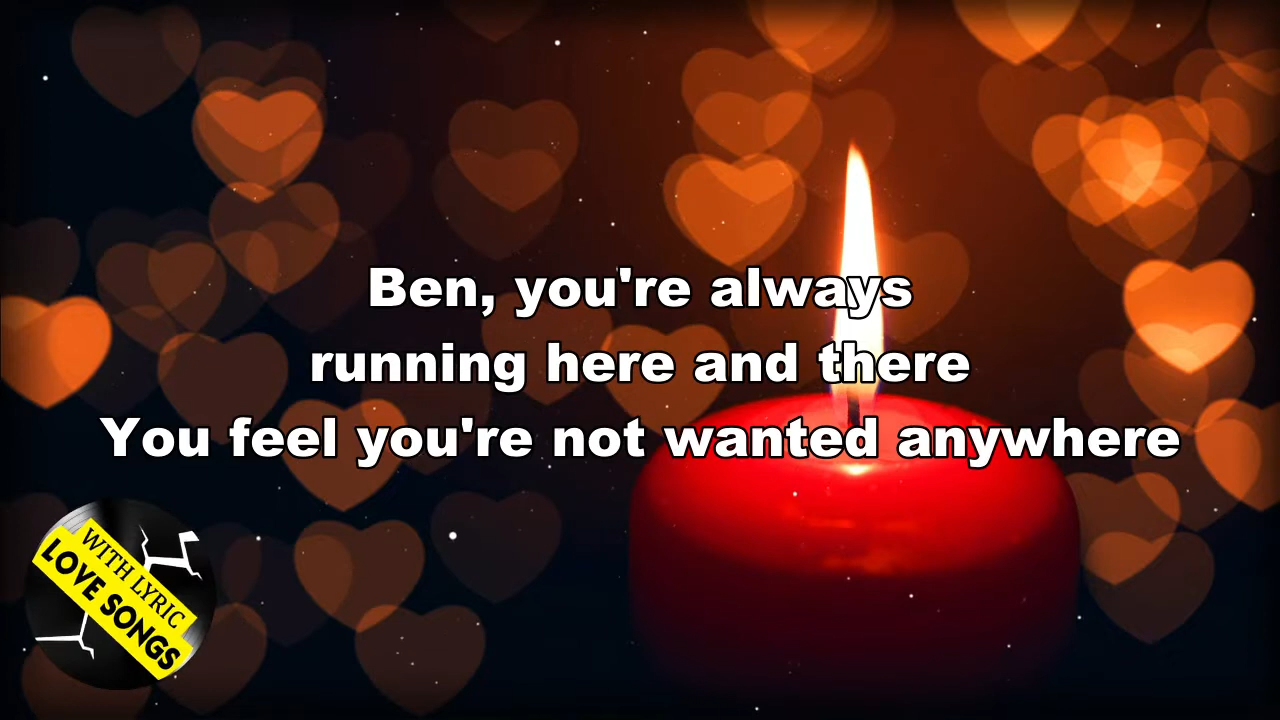 Ben, you're always
running here and there
You feel you're not wanted anywhere
WITH LYRIC
LOVE SONGS